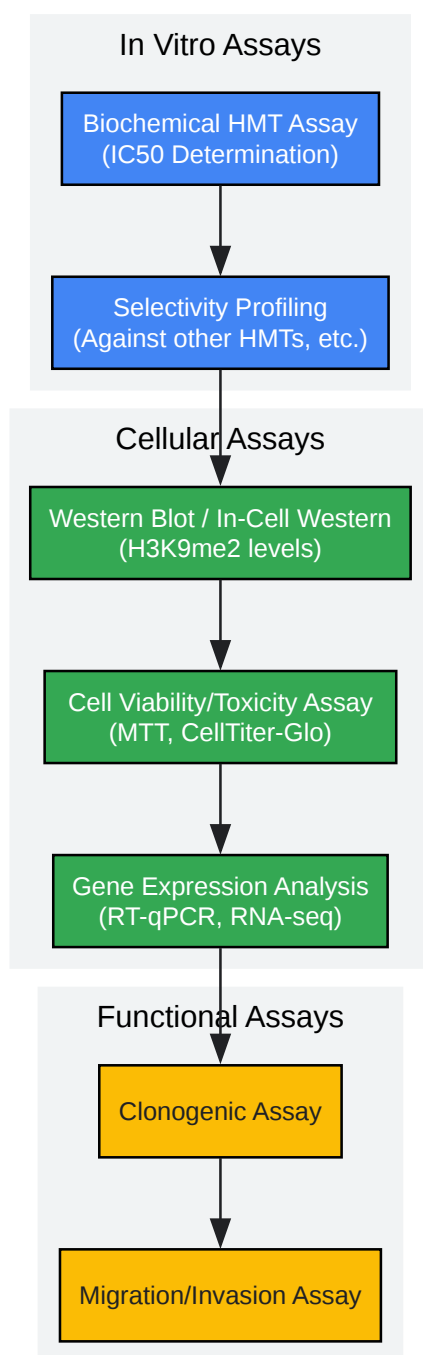 In Vitro Assays
Biochemical HMT Assay
(IC50 Determination)
Selectivity Profiling
(Against other HMTs, etc.)
Cellular Assays
Western Blot / In-Cell Western
(H3K9me2 levels)
Cell Viability/Toxicity Assay
(MTT, CellTiter-Glo)
Gene Expression Analysis
(RT-qPCR, RNA-seq)
Functional Assays
Clonogenic Assay
Migration/Invasion Assay